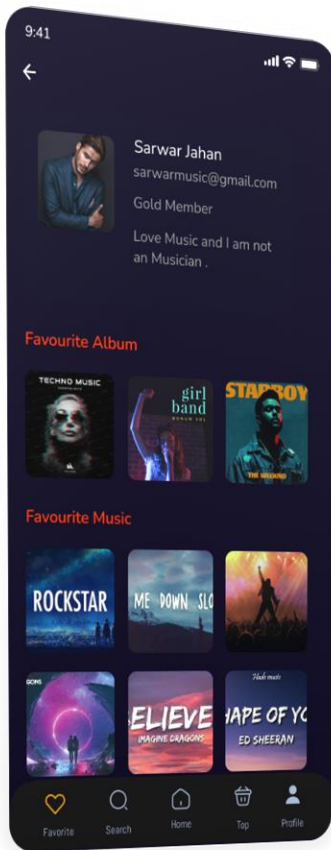 9:41
Sarwar Jahan
sarwarmusic@gmail.com
Gold Member
Love Music and I am not
an Musician .
Favourite Album
TECHNO MUSIC
girl
band
STARBOY
THE WEEKND
Favourite Music
ROCKSTAR
ME DOWN SLO
GONS
ELIEVE
IMAGINE DRAGONS
HAPE OF YO
ED SHEERAN
Favorite
Search
Home
Top
Profile